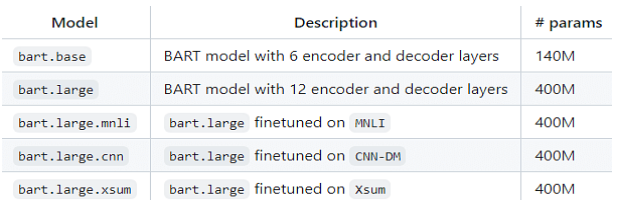 Model Description # params
bart.base BART model with 6 encoder and decoder layers 140M
bart.large BART model with 12 encoder and decoder layers 400M
bart.large.mnli bart.large finetuned on MNLI 400M
bart.large.cnn bart.large finetuned on CNN-DM 400M
bart.large.xsum bart.large finetuned on Xsum 400M